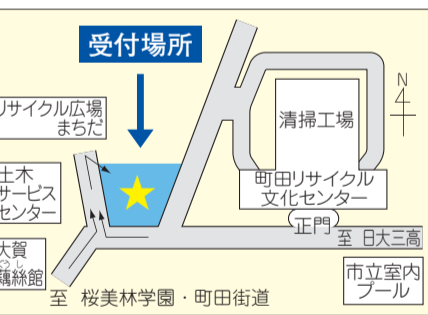 受付場所
リサイクル広場
まちだ
清掃工場
N
土木
サービス
センター
町田リサイクル
文化センター
正門
至 日大三高
大賀
ぐうし
藕絲館
市立室内
プール
至 桜美林学園・町田街道